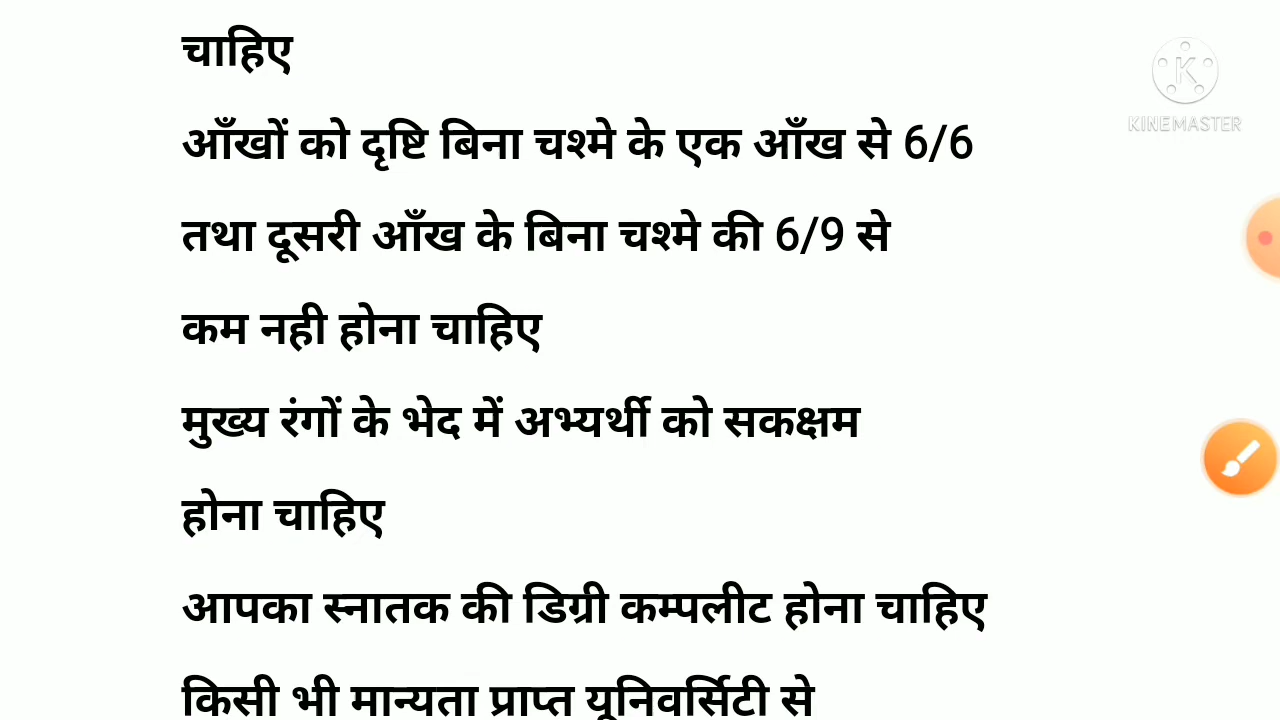 चाहिए
KINEMASTER
आँखों को दृष्टि बिना चश्मे के एक आँख से 6/6
तथा दूसरी आँख के बिना चश्मे की 6/9 से
कम नही होना चाहिए
मुख्य रंगों के भेद में अभ्यर्थी को सकक्षम
होना चाहिए
आपका स्नातक की डिग्री कम्पलीट होना चाहिए
किसी भी मान्यता प्राप्त यूनिवर्सिटी से